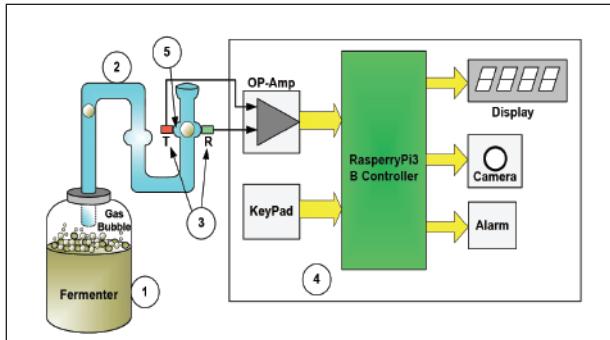 5
2
OP-Amp
Display
T
R
RasperryPi3
B Controller
Camera
3
KeyPad
Gas
Bubble
Alarm
4
Fermenter
1